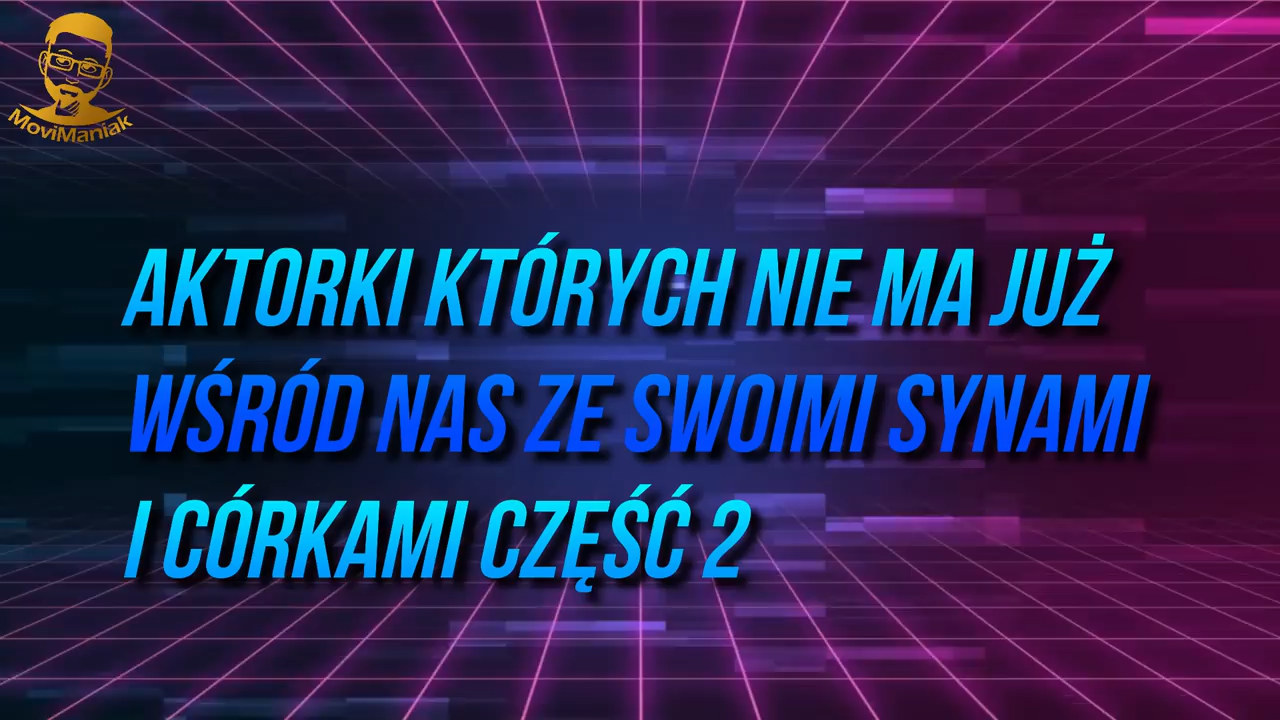 MoviManiak
AKTORKI KTÓRYCH NIE MA JUŻ
WŚRÓD NAS ZE SWOIMI SYNAMI
I CÓRKAMI CZĘŚĆ 2